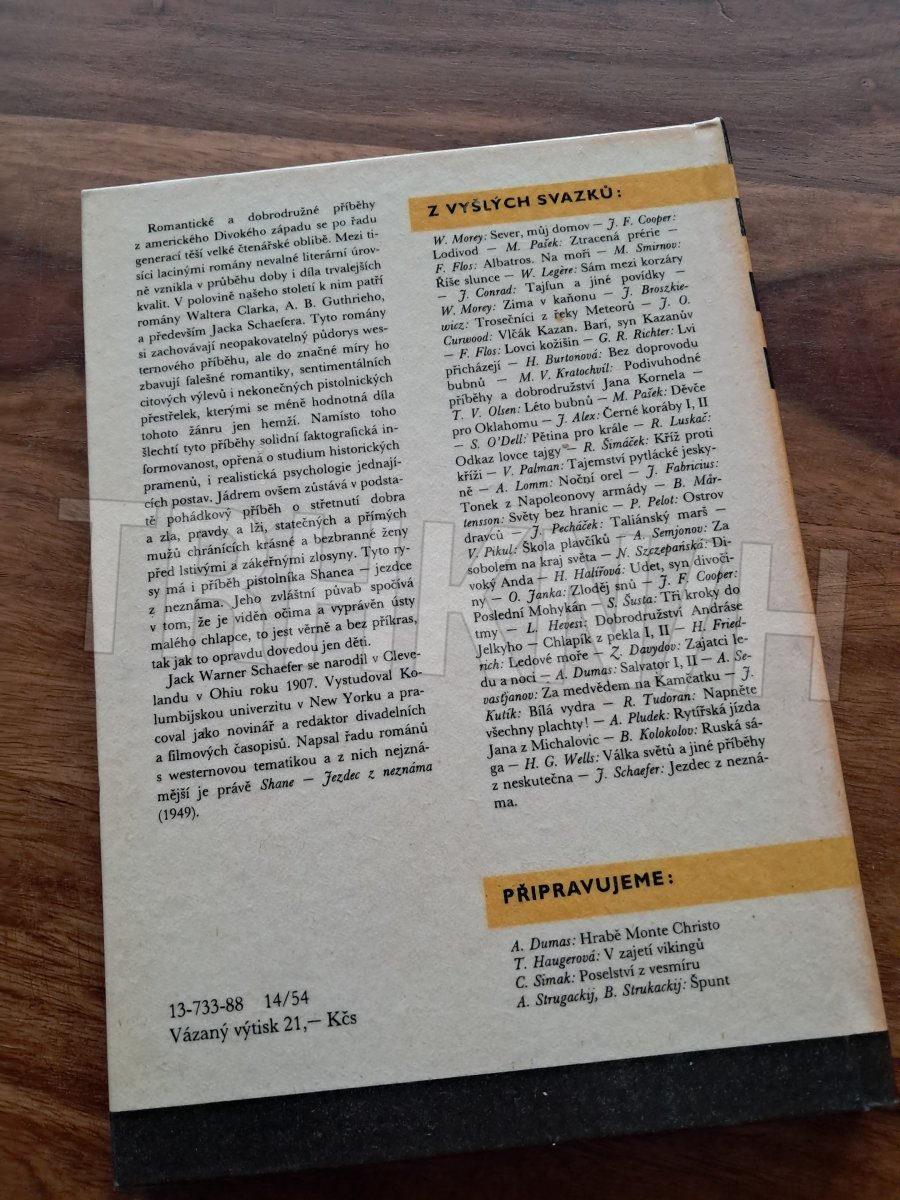 Romantické a dobrodružné příběhy
z amerického Divokého západu se po řadu
generací těší velké čtenářské oblibě. Mezi ti-
síci lacinými romány nevalné literární úrov-
ně vznikla v průběhu doby i díla trvalejších
kvalit. V polovině našeho století k nim patří
romány Waltera Clarka, A. B. Guthrieho,
a především Jacka Schaefera. Tyto romány
si zachovávají neopakovatelný půdorys wes-
ternového příběhu, ale do značné míry ho
zbavují falešné romantiky, sentimentálních
citových výlevů i nekonečných pistolnických
přestřelek, kterými se méně hodnotná díla
tohoto žánru jen hemží. Namísto toho
šlechtí tyto příběhy solidní faktografická in-
formovanost, opřená o studium historických
pramenů, i realistická psychologie jednají-
cích postav. Jádrem ovšem zůstává v podsta-
tě pohádkový příběh o střetnutí dobra
a zla, pravdy a lži, statečných a přímých
mužů chránících krásné a bezbranné ženy
před lstivými a zákeřnými zlosyny. Tyto ry-
sy má i příběh pistolníka Shanea — jezdce
z neznáma. Jeho zvláštní půvab spočívá
v tom, že je viděn očima a vyprávěn ústy
malého chlapce, to jest věrně a bez příkras,
tak jak to opravdu dovedou jen děti.
Jack Warner Schaefer se narodil v Cleve-
landu v Ohiu roku 1907. Vystudoval Ko-
lumbijskou univerzitu v New Yorku a pra-
coval jako novinář a redaktor divadelních
a filmových časopisů. Napsal řadu románů
s westernovou tematikou a z nich nejzná-
mější je právě Shane — Jezdec z neznáma
(1949).
13-733-88 14/54
Vázaný výtisk 21,— Kčs
Z VYŠLÝCH SVAZKŮ:
W. Morey: Sever, můj domov — J. F. Cooper:
Lodivod — M. Pašek: Ztracená prérie —
F. Flos: Albatros. Na moři — M. Smirnov:
Říše slunce — W. Legère: Sám mezi korzáry
— J. Conrad: Tajfun a jiné povídky —
W. Morey: Zima v kaňonu — J. Broszkie-
wicz: Trosečníci z řeky Meteorů — J. O.
Curwood: Vlčák Kazan. Barí, syn Kazanův
— F. Flos: Lovci kožišin — G. R. Richter: Lvi
přicházejí — H. Burtonová: Bez doprovodu
bubnů — M. V. Kratochvíl: Podivuhodné
příběhy a dobrodružství Jana Kornela —
T. V. Olsen: Léto bubnů — M. Pašek: Děvče
pro Oklahomu — J. Alex: Černé koráby I, II
— S. O'Dell: Pětina pro krále — R. Luskač:
Odkaz lovce tajgy — R. Šimáček: Kříž proti
kříži — V. Palman: Tajemství pytlácké jesky-
ně — A. Lomm: Noční orel — J. Fabricius:
Tonek z Napoleonovy armády — B. Mår-
tensson: Světy bez hranic — P. Pelot: Ostrov
dravců — J. Pecháček: Taliánský marš —
V. Pikul: Škola plavčíků — A. Semjonov: Za
sobolem na kraj světa — N. Szczepańská: Di-
voký Anda — H. Halířová: Udet, syn divoči-
ny — O. Janka: Zloděj snů — J. F. Cooper:
Poslední Mohykán — S. Šusta: Tři kroky do
tmy — L. Hevesi: Dobrodružství Andráse
Jelkyho — Chlapík z pekla I, II — H. Fried-
rich: Ledové moře — Z. Davydov: Zajatci le-
du a noci — A. Dumas: Salvator I, II — A. Se-
vasťjanov: Za medvědem na Kamčatku — J.
Kutík: Bílá vydra — R. Tudoran: Napněte
všechny plachty! — A. Pludek: Rytířská jízda
Jana z Michalovic — B. Kolokolov: Ruská sá-
ga — H. G. Wells: Válka světů a jiné příběhy
z neskutečna — J. Schaefer: Jezdec z nezná-
ma.
PŘIPRAVUJEME:
A. Dumas: Hrabě Monte Christo
T. Haugerová: V zajetí vikingů
C. Simak: Poselství z vesmíru
A. Strugackij, B. Strukackij: Špunt